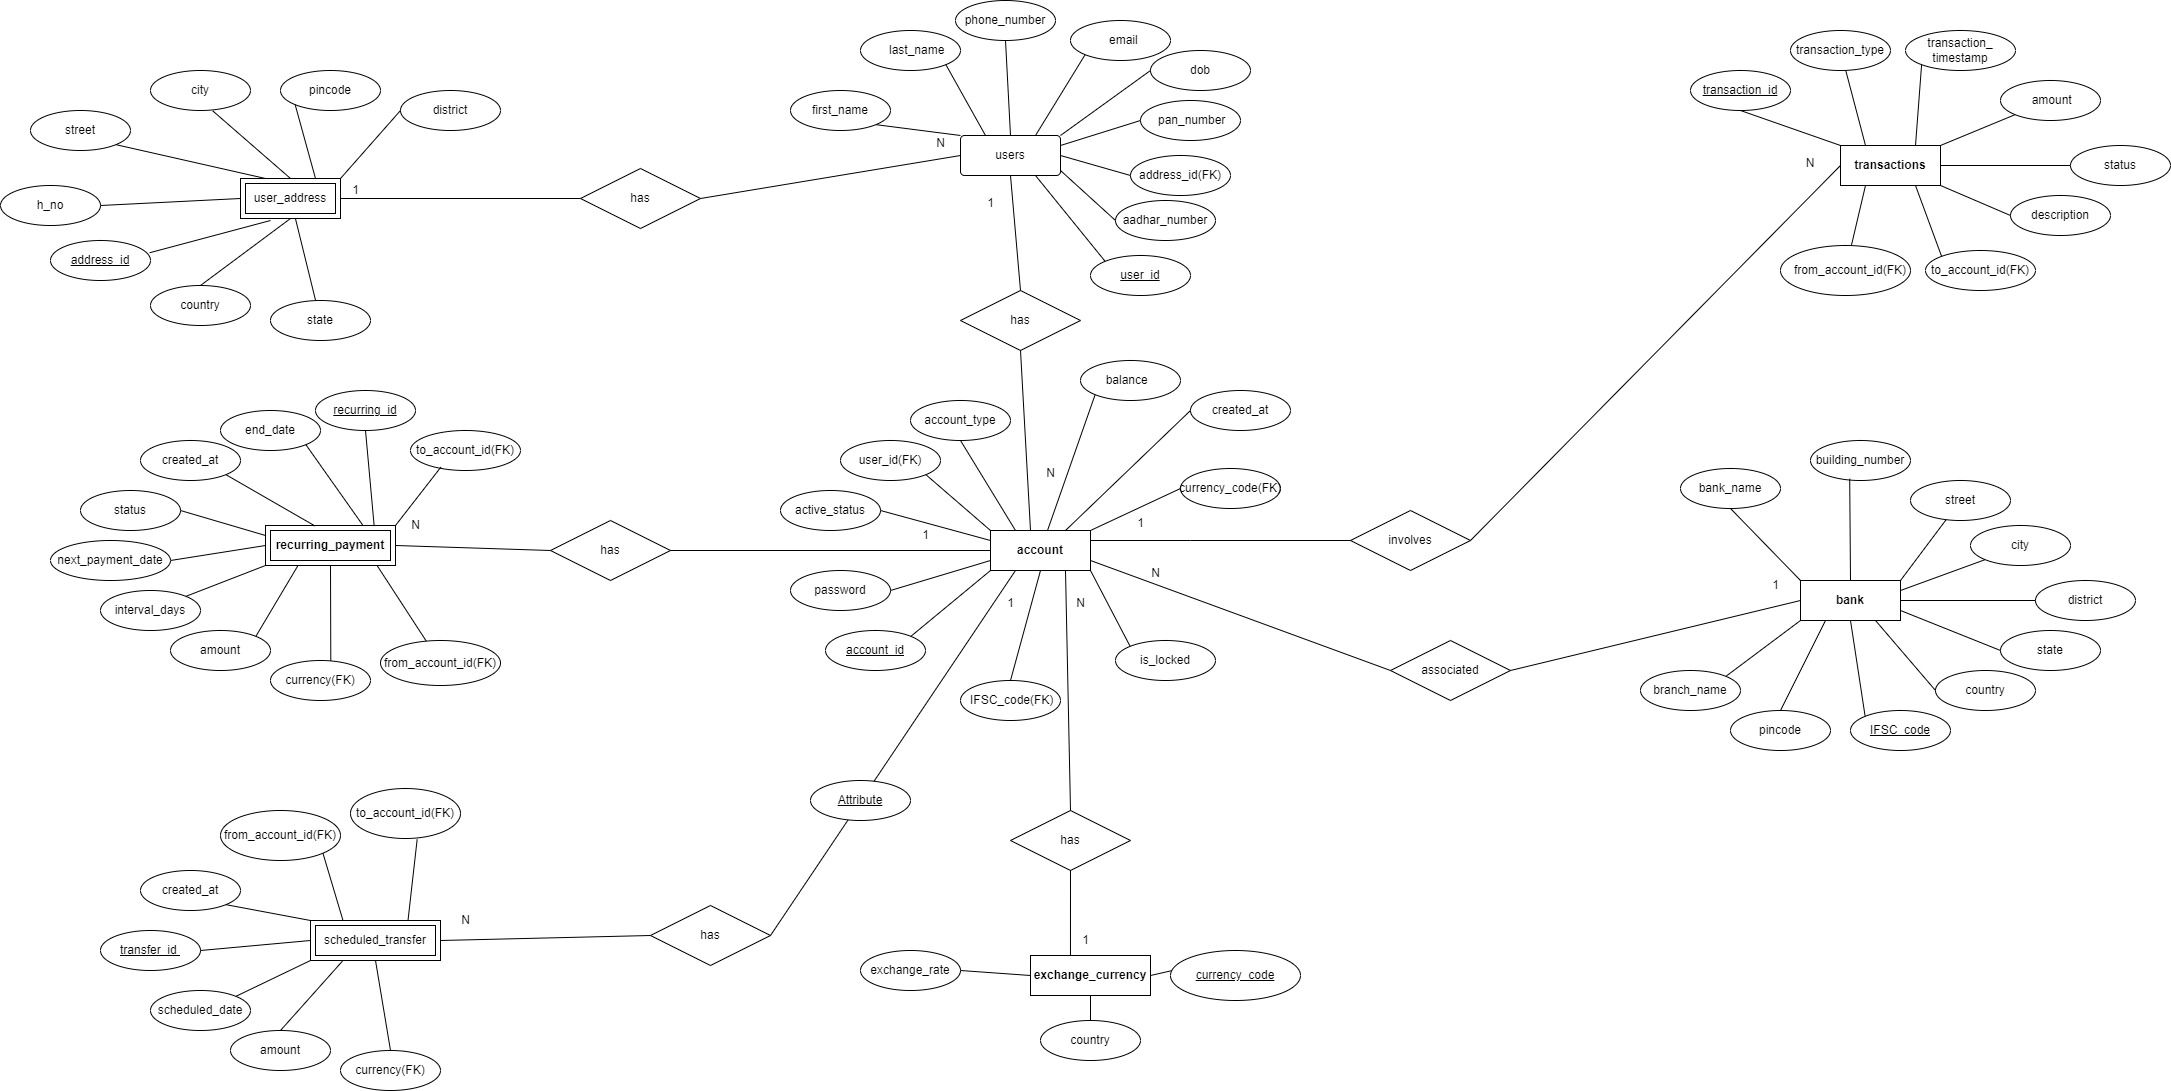 phone_number
last_name
email
dob
first_name
pan_number
N
users
address_id(FK)
1
aadhar_number
user_id
city
pincode
district
street
user_address
1
has
h_no
address_id
country
state
transaction_type
transaction_
timestamp
transaction_id
amount
N
transactions
status
description
from_account_id(FK)
to_account_id(FK)
has
recurring_id
end_date
to_account_id(FK)
created_at
status
N
recurring_payment
has
next_payment_date
interval_days
amount
currency(FK)
from_account_id(FK)
balance
created_at
account_type
user_id(FK)
N
currency_code(FK)
active_status
1
1
account
involves
N
password
1
N
account_id
is_locked
IFSC_code(FK)
associated
building_number
bank_name
street
city
1
bank
district
state
branch_name
country
pincode
IFSC_code
Attribute
to_account_id(FK)
from_account_id(FK)
created_at
N
scheduled_transfer
has
transfer_id
scheduled_date
amount
currency(FK)
has
1
exchange_rate
exchange_currency
currency_code
country